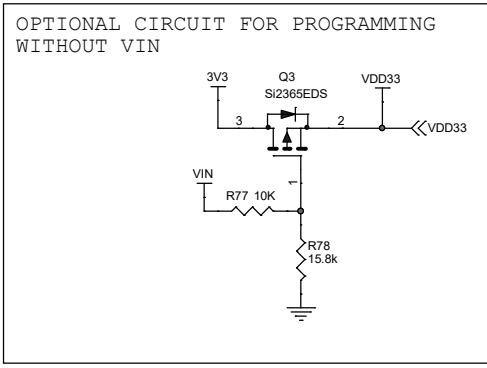 OPTIONAL CIRCUIT FOR PROGRAMMING
WITHOUT VIN
3V3
Q3
Si2365EDS
VDD33
3
2
VDD33
1
VIN
R77 10K
R78
15.8k